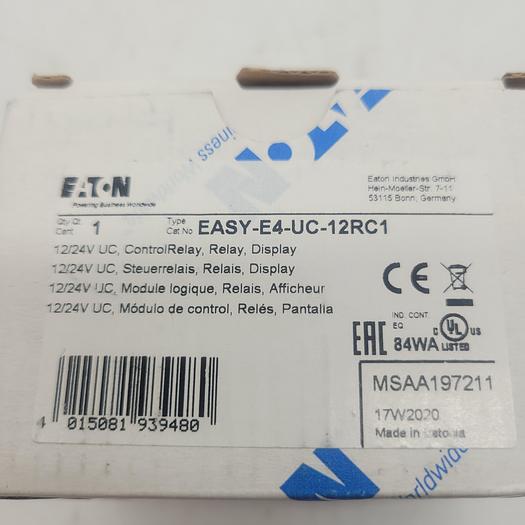 EATON
Powering Business Worldwide
Eaton Industries GmbH
Hein-Moeller-Str. 7-11
53115 Bonn, Germany
Qty/Qt.
Cant
1
Type
Cat No
EASY-E4-UC-12RC1
12/24V UC, ControlRelay, Relay, Display
12/24V UC, Steuerrelais, Relais, Display
12/24V UC, Module logique, Relais, Afficheur
12/24V UC, Módulo de control, Relés, Pantalla
CE
EAC
IND. CONT.
EQ
84WA
C UL US
LISTED
MSAA197211
17W2020
Made in Estonia
4 015081 939480